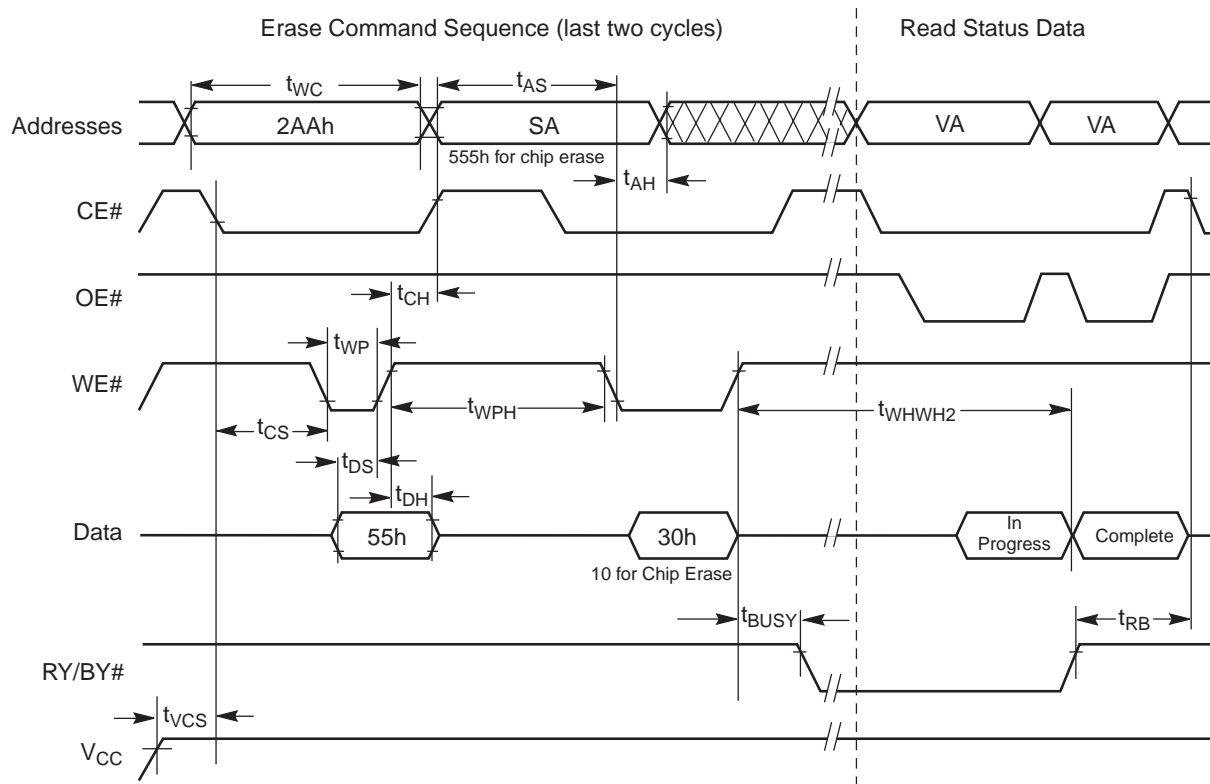 Erase Command Sequence (last two cycles)
Read Status Data
tWC
tAS
Addresses
2AAh
SA
VA
VA
555h for chip erase
tAH
CE#
OE#
tCH
tWP
WE#
tWPH
tWHWH2
tCS
tDS
tDH
Data
55h
30h
In
Progress
Complete
10 for Chip Erase
tBUSY
tRB
RY/BY#
tVCS
VCC